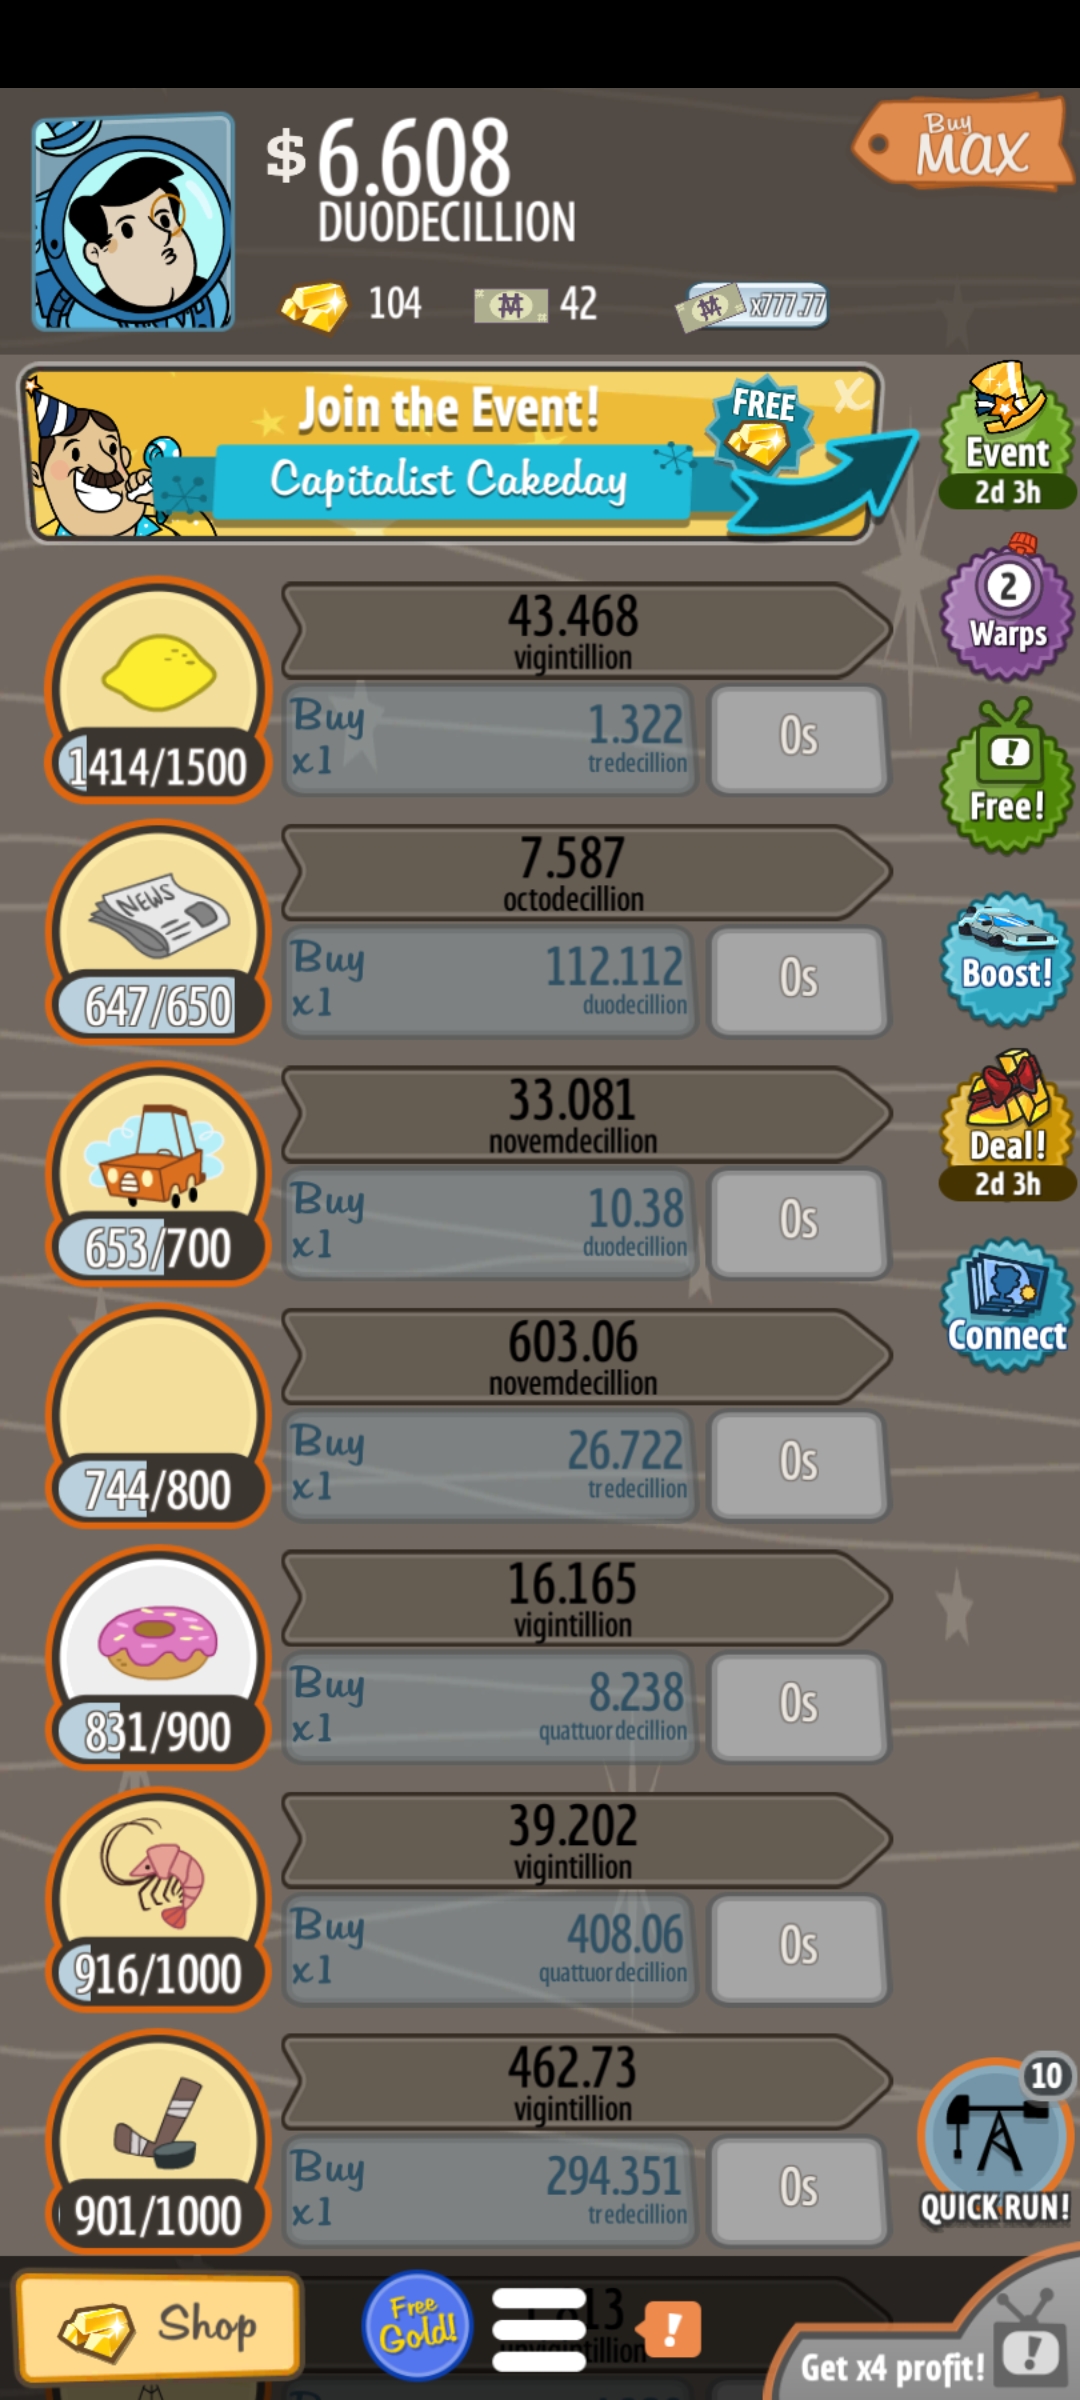 $ 6.608
DUODECILLION
Buy
MAX
104
42
x777.77
Join the Event!
Capitalist Cakeday
FREE
X
Event
2d 3h
43.468
vigintillion
Buy
x1
1.322
tredecillion
0s
1414/1500
2
Warps
Free!
7.587
octodecillion
NEWS
Buy
x1
112.112
duodecillion
0s
647/650
Boost!
33.081
novemdecillion
Buy
x1
10.38
duodecillion
0s
653/700
Deal!
2d 3h
Connect
603.06
novemdecillion
Buy
x1
26.722
tredecillion
0s
744/800
16.165
vigintillion
Buy
x1
8.238
quattuordecillion
0s
831/900
39.202
vigintillion
Buy
x1
408.06
quattuordecillion
0s
916/1000
462.73
vigintillion
Buy
x1
294.351
tredecillion
0s
901/1000
10
QUICK RUN!
Shop
Free
Gold!
!
Get x4 profit!
!
Buy